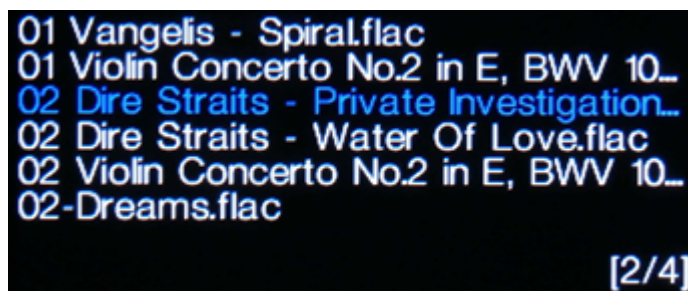 01 Vangelis - Spiral.flac
01 Violin Concerto No.2 in E, BWV 10...
02 Dire Straits - Private Investigation...
02 Dire Straits - Water Of Love.flac
02 Violin Concerto No.2 in E, BWV 10...
02-Dreams.flac
[2/4]